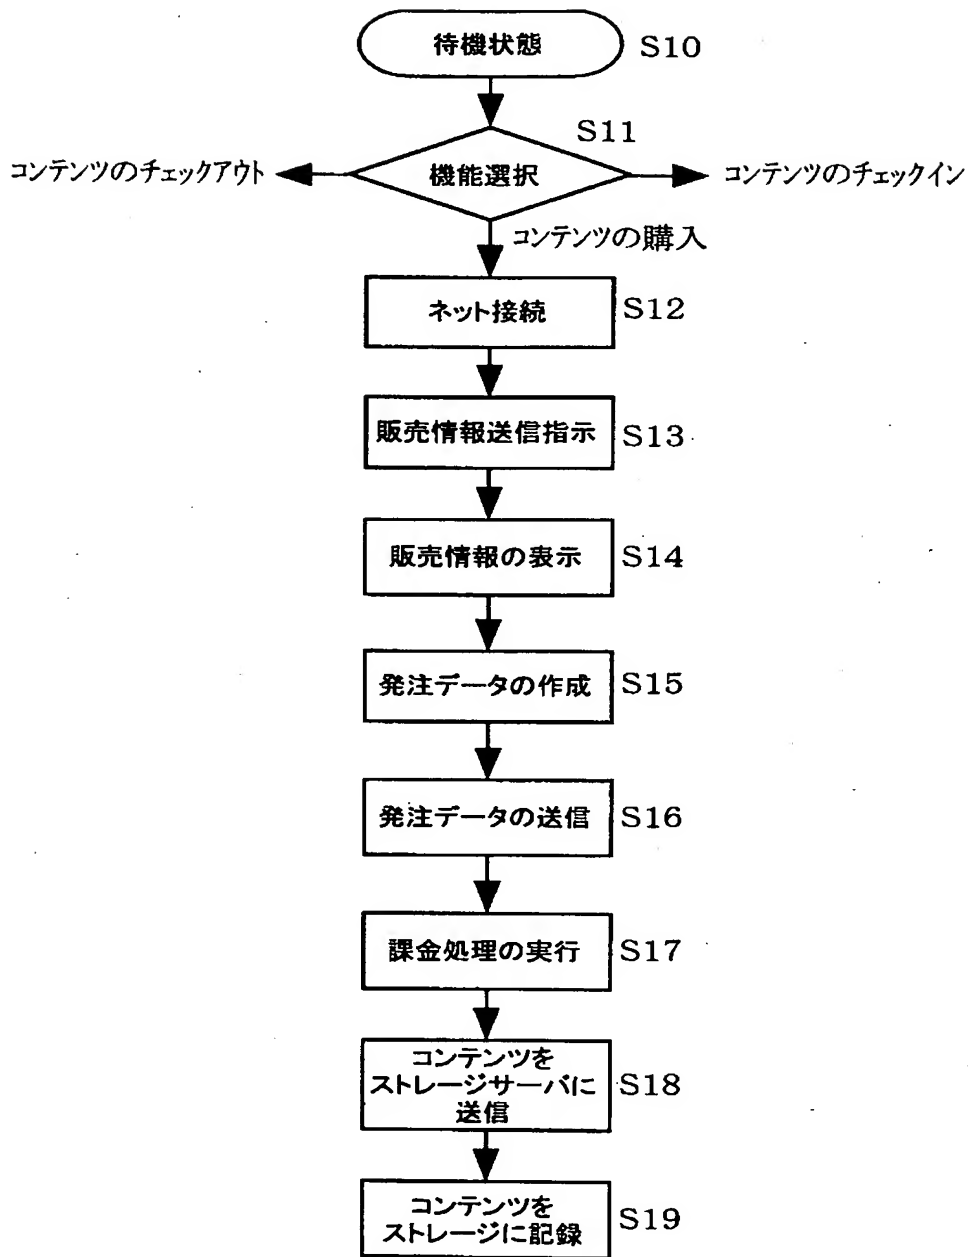 待機状態 S10
S11
コンテンツのチェックアウト 機能選択 コンテンツのチェックイン
コンテンツの購入
ネット接続 S12
販売情報送信指示 S13
販売情報の表示 S14
発注データの作成 S15
発注データの送信 S16
課金処理の実行 S17
コンテンツを
ストレージサーバに S18
送信
コンテンツを
ストレージに記録 S19